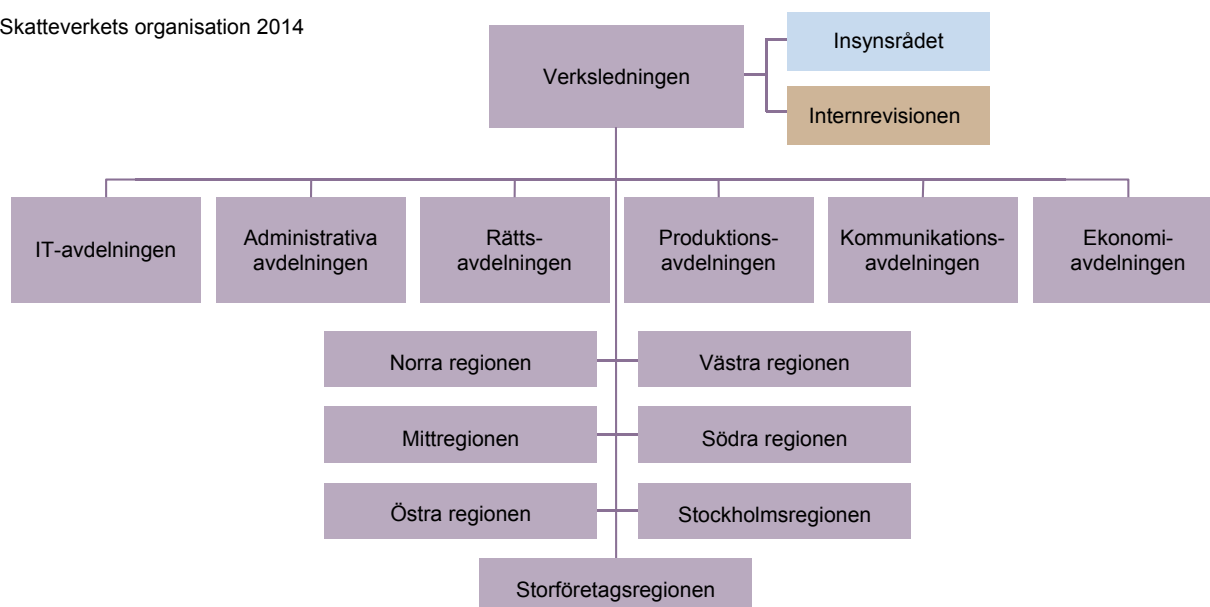 Skatteverkets organisation 2014
Verksledningen
Insynsrådet
Internrevisionen
IT-avdelningen
Administrativa
avdelningen
Rätts-
avdelningen
Produktions-
avdelningen
Kommunikations-
avdelningen
Ekonomi-
avdelningen
Norra regionen
Västra regionen
Mittregionen
Södra regionen
Östra regionen
Stockholmsregionen
Storföretagsregionen